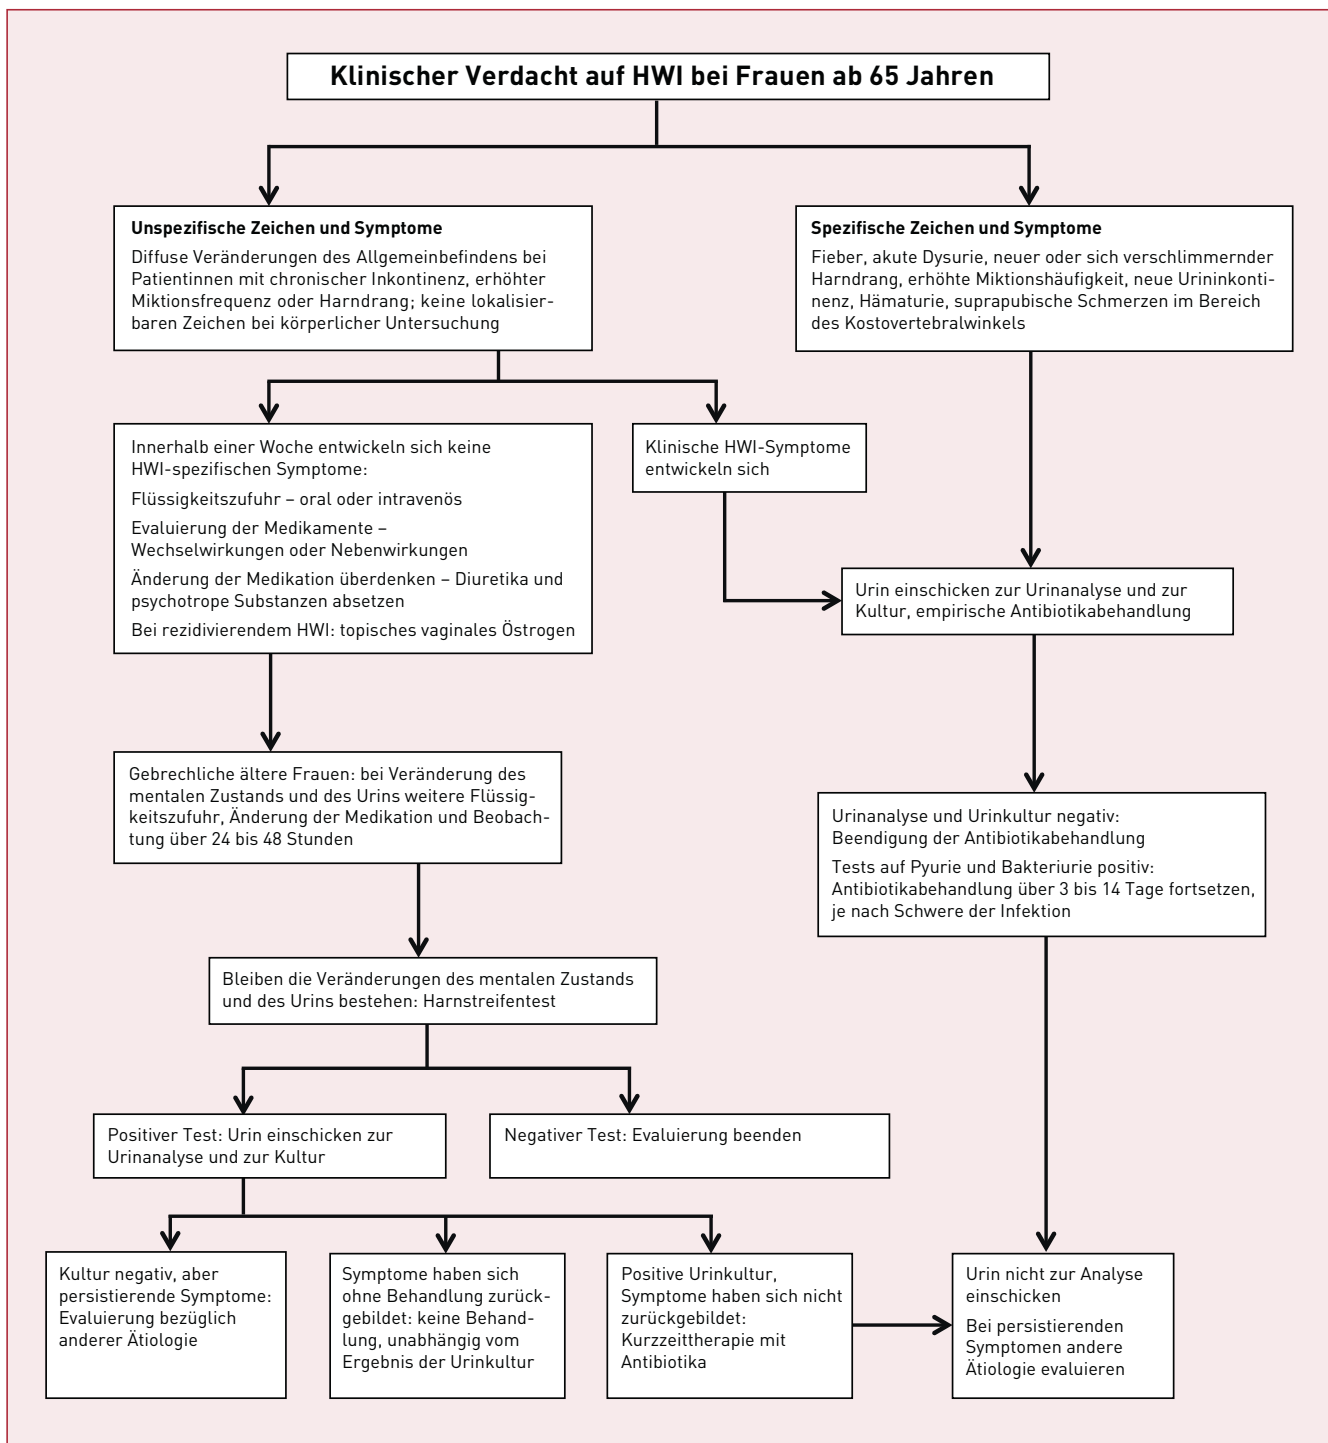 Klinischer Verdacht auf HWI bei Frauen ab 65 Jahren
Unspezifische Zeichen und Symptome
Diffuse Veränderungen des Allgemeinbefindens bei
Patientinnen mit chronischer Inkontinenz, erhöhter
Miktionsfrequenz oder Harndrang; keine lokalisier-
baren Zeichen bei körperlicher Untersuchung
Spezifische Zeichen und Symptome
Fieber, akute Dysurie, neuer oder sich verschlimmernder
Harndrang, erhöhte Miktionshäufigkeit, neue Urininkonti-
nenz, Hämaturie, suprapubische Schmerzen im Bereich
des Kostovertebralwinkels
Innerhalb einer Woche entwickeln sich keine
HWI-spezifischen Symptome:
Flüssigkeitszufuhr – oral oder intravenös
Evaluierung der Medikamente –
Wechselwirkungen oder Nebenwirkungen
Änderung der Medikation überdenken – Diuretika und
psychotrope Substanzen absetzen
Bei rezidivierendem HWI: topisches vaginales Östrogen
Klinische HWI-Symptome
entwickeln sich
Urin einschicken zur Urinanalyse und zur
Kultur, empirische Antibiotikabehandlung
Gebrechliche ältere Frauen: bei Veränderung des
mentalen Zustands und des Urins weitere Flüssig-
keitszufuhr, Änderung der Medikation und Beobach-
tung über 24 bis 48 Stunden
Urinanalyse und Urinkultur negativ:
Beendigung der Antibiotikabehandlung
Tests auf Pyurie und Bakteriurie positiv:
Antibiotikabehandlung über 3 bis 14 Tage fortsetzen,
je nach Schwere der Infektion
Bleiben die Veränderungen des mentalen Zustands
und des Urins bestehen: Harnstreifentest
Positiver Test: Urin einschicken zur
Urinanalyse und zur Kultur
Negativer Test: Evaluierung beenden
Kultur negativ, aber
persistierende Symptome:
Evaluierung bezüglich
anderer Ätiologie
Symptome haben sich
ohne Behandlung zurück-
gebildet: keine Behand-
lung, unabhängig vom
Ergebnis der Urinkultur
Positive Urinkultur,
Symptome haben sich nicht
zurückgebildet:
Kurzzeittherapie mit
Antibiotika
Urin nicht zur Analyse
einschicken
Bei persistierenden
Symptomen andere
Ätiologie evaluieren